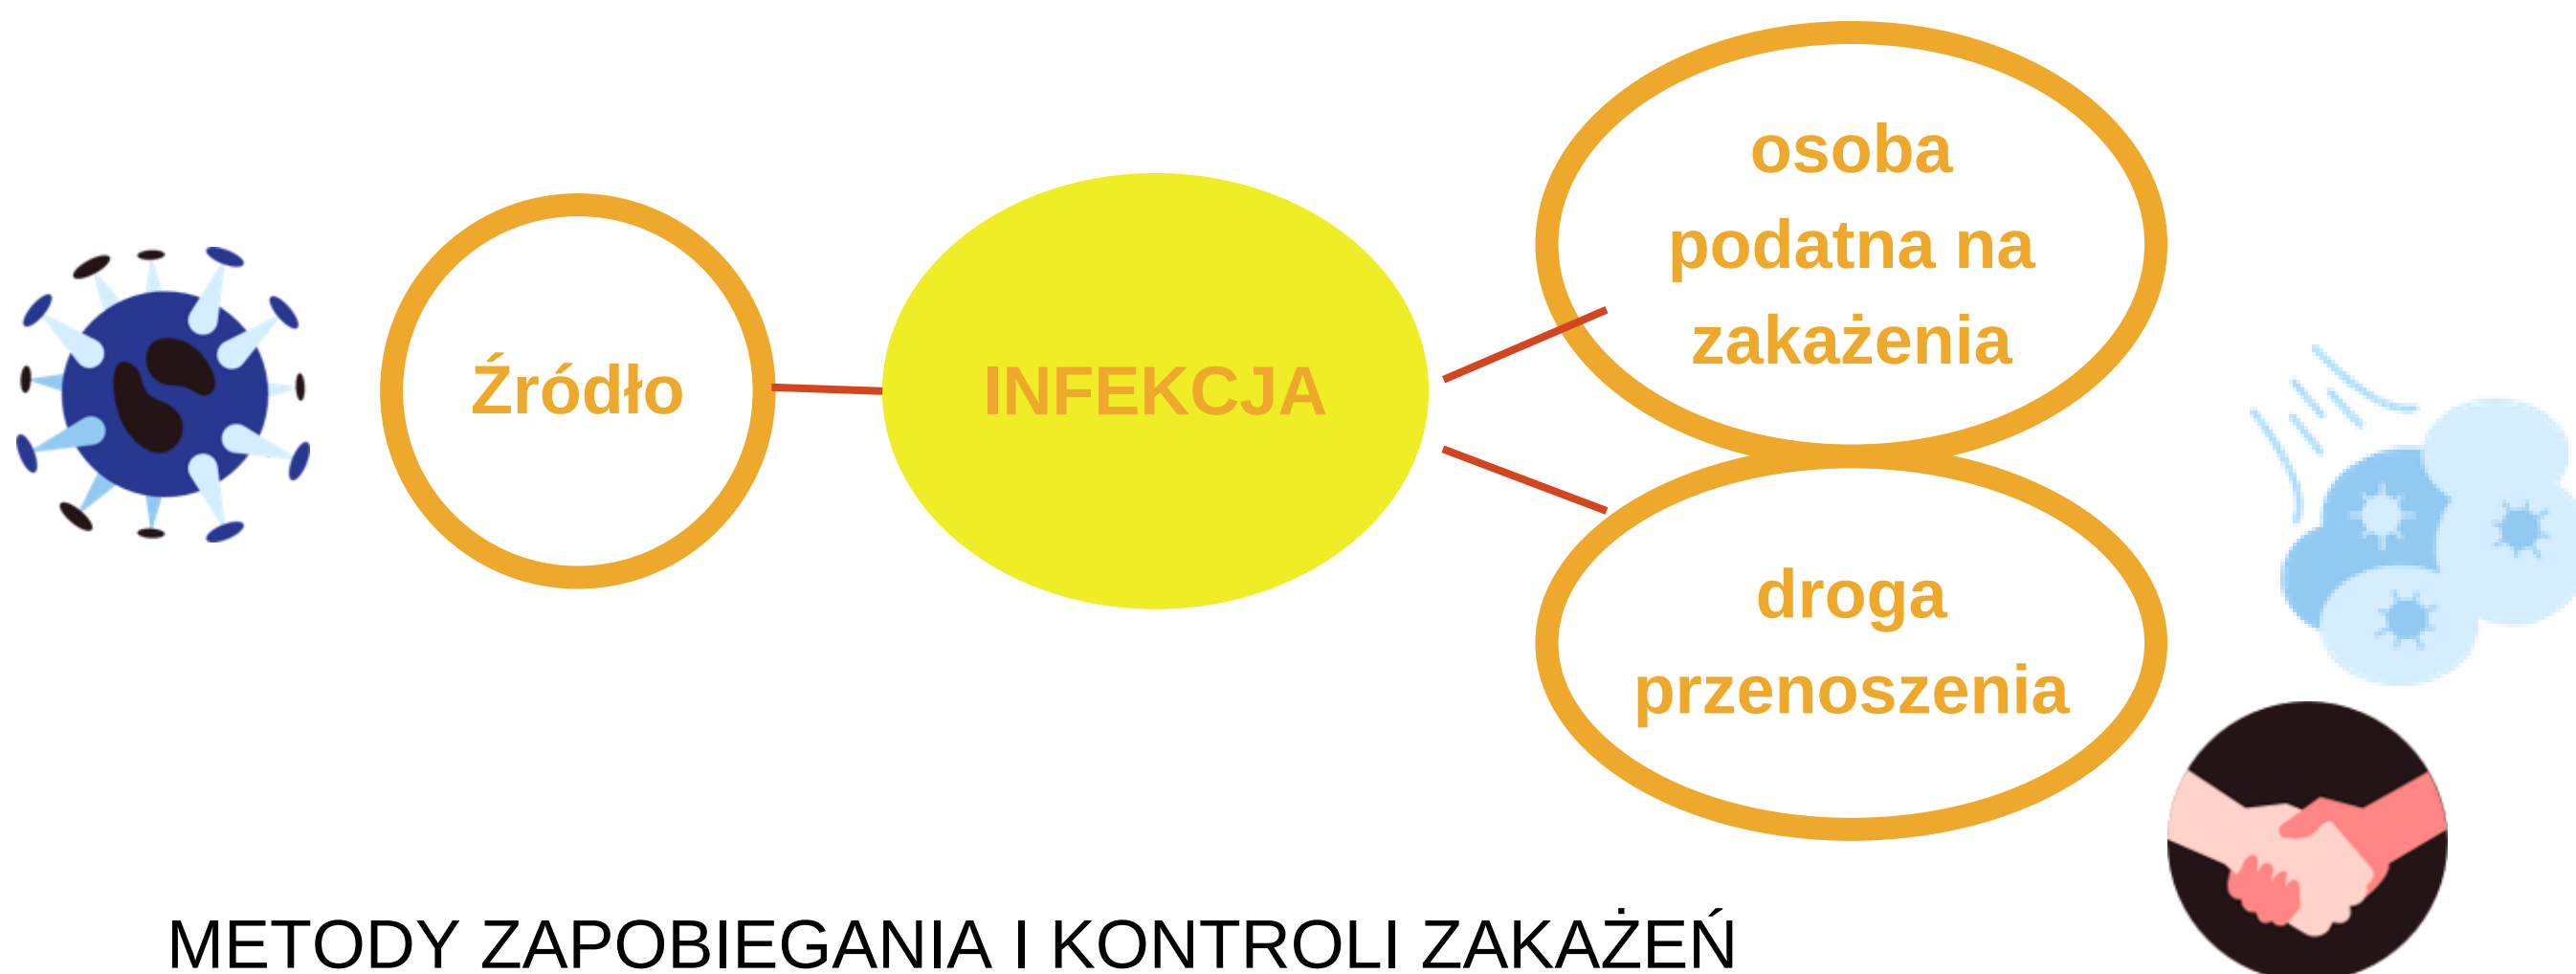 Źródło
INFEKCJA
osoba
podatna na
zakażenia
droga
przenoszenia
METODY ZAPOBIEGANIA I KONTROLI ZAKAŻEŃ